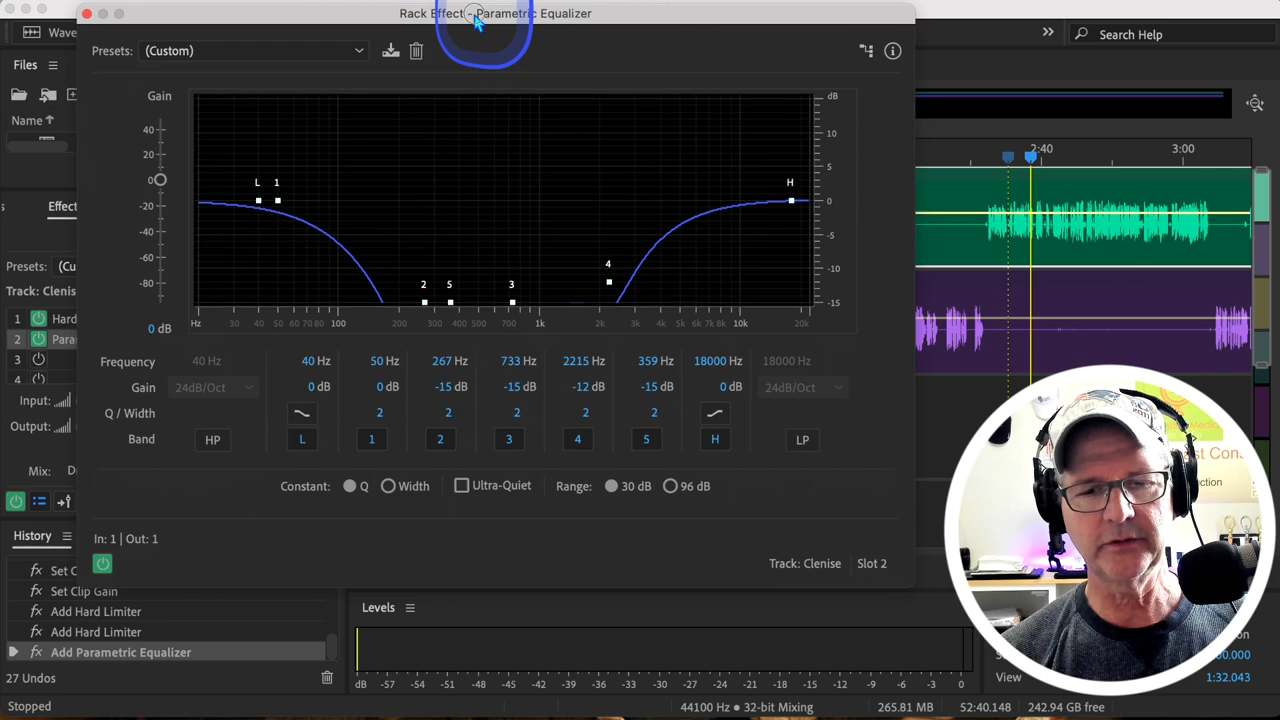 Rack Effect - Parametric Equalizer
Wave
Search Help
Presets: (Custom)
Files
Name
Gain
dB
40
20
0
-20
-40
-60
-80
0 dB
L 1 H
2 5 3 4
10
5
0
-5
-10
-15
Hz 30 40 50 60 70 80 100 200 300 400 500 700 1k 2k 3k 4k 5k 6k 7k 8k 10k 20k
2:40 3:00
Effect
Presets: (Cu
Track: Clenis
1 Hard
2 Para
3
4
Input:
Output:
Mix: D
Frequency 40 Hz 40 Hz 50 Hz 267 Hz 733 Hz 2215 Hz 359 Hz 18000 Hz 18000 Hz
Gain 24dB/Oct 0 dB 0 dB -15 dB -15 dB -12 dB -15 dB 0 dB 24dB/Oct
Q / Width 2 2 2 2 2
Band HP L 1 2 3 4 5 H LP
Constant: Q Width Ultra-Quiet Range: 30 dB 96 dB
In: 1 | Out: 1
Track: Clenise Slot 2
History
fx Set C
fx Set Clip Gain
fx Add Hard Limiter
fx Add Hard Limiter
fx Add Parametric Equalizer
27 Undos
Levels
dB -57 -54 -51 -48 -45 -42 -39 -36 -33 -30 -27 -24 -21 -18 -15 -12 -9 -6 -3 0
View 1:32.043
Stopped
44100 Hz ● 32-bit Mixing 265.81 MB 52:40.148 242.94 GB free